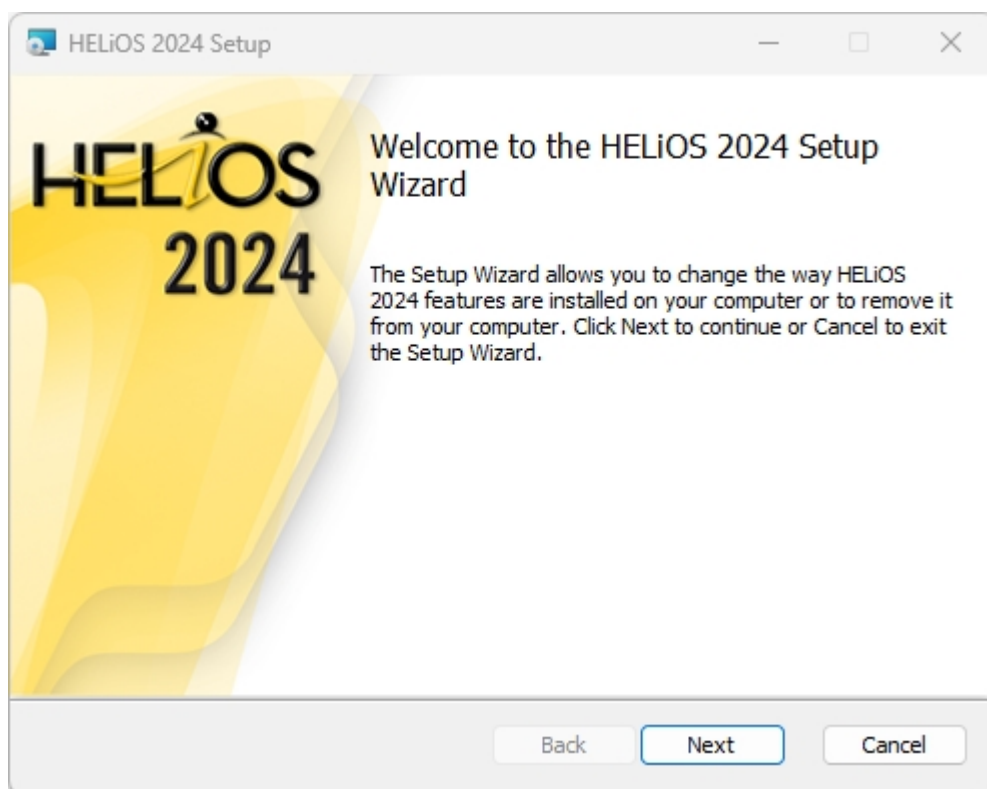 HELiOS 2024 Setup
HELiOS
2024
Welcome to the HELiOS 2024 Setup
Wizard
The Setup Wizard allows you to change the way HELiOS
2024 features are installed on your computer or to remove it
from your computer. Click Next to continue or Cancel to exit
the Setup Wizard.
Back Next Cancel